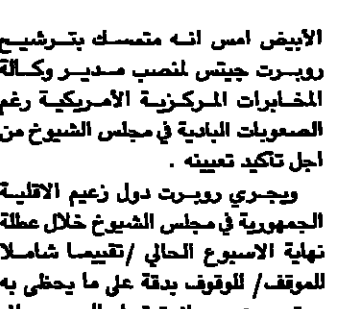 الأبيض امس انه متمسك بترشيح
روبرت جيتس لمنصب مدير وكالة
المخابرات المركزية الأمريكية رغم
الصعوبات البادية في مجلس الشيوخ من
اجل تأكيد تعيينه .
ويجري روبرت دول زعيم الاقلية
الجمهورية في مجلس الشيوخ خلال عطلة
نهاية الاسبوع الحالي /تقييما شاملا
للموقف/ للوقوف بدقة على ما يحظى به